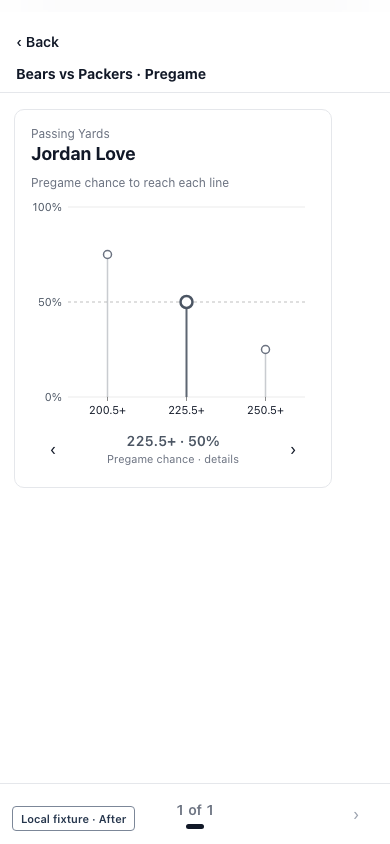 ‹ Back
Bears vs Packers · Pregame
Passing Yards
Jordan Love
Pregame chance to reach each line
100%
50%
0%
200.5+ 225.5+ 250.5+
‹ 225.5+ · 50% ›
Pregame chance · details
1 of 1
Local fixture · After
›